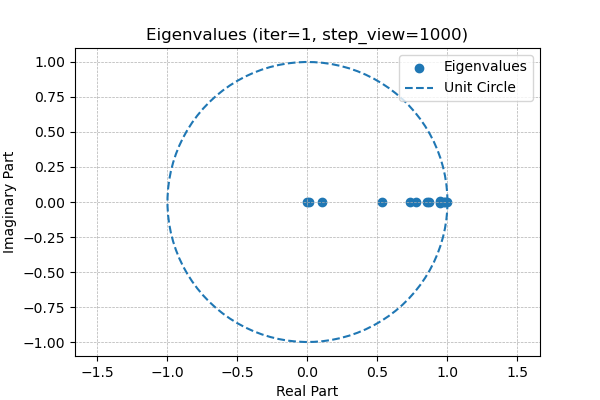 Eigenvalues (iter=1, step_view=1000)
Eigenvalues
Unit Circle
1.00
0.75
0.50
0.25
0.00
−0.25
−0.50
−0.75
−1.00
Imaginary Part
−1.5 −1.0 −0.5 0.0 0.5 1.0 1.5
Real Part